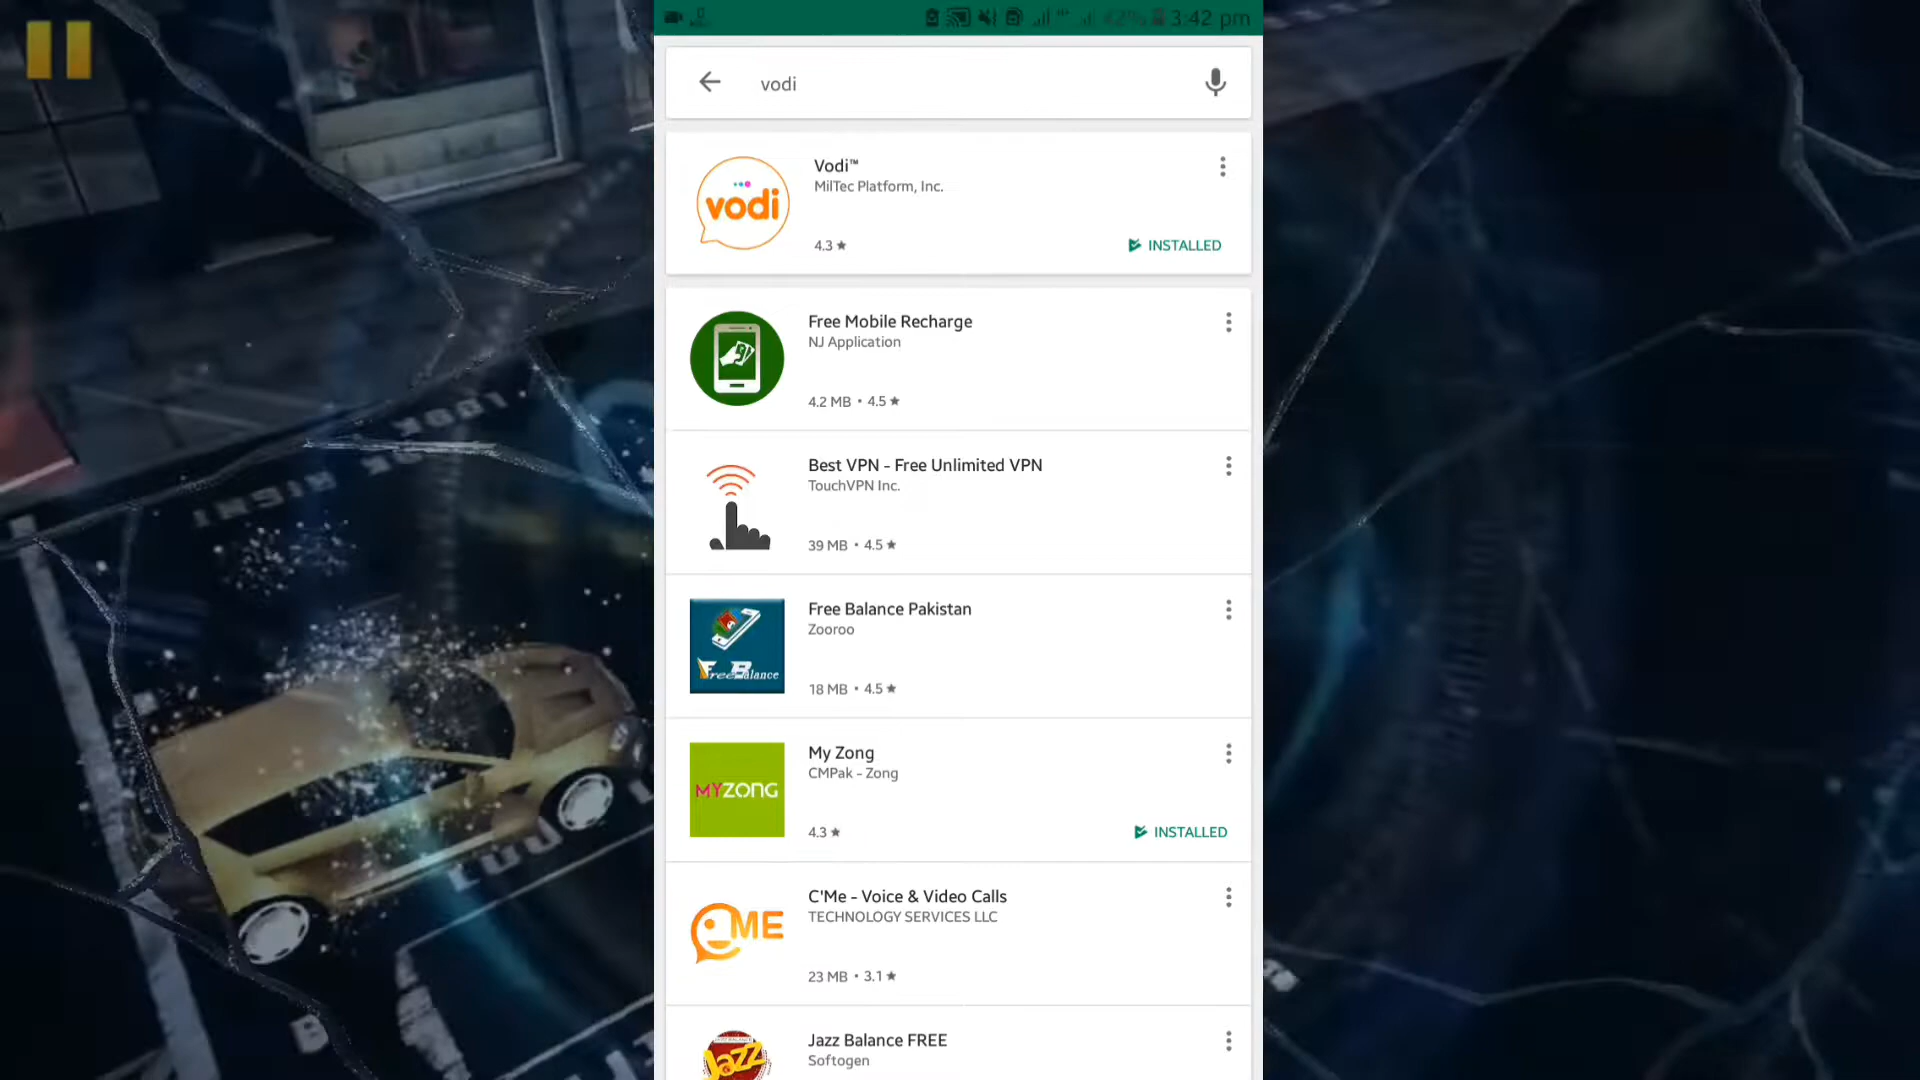 3:42 pm
vodi
Vodi™
MilTec Platform, Inc.
vodi
4.3 ★
INSTALLED
Free Mobile Recharge
NJ Application
4.2 MB • 4.5 ★
Best VPN - Free Unlimited VPN
TouchVPN Inc.
39 MB • 4.5 ★
Free Balance Pakistan
Zooroo
FreeBalance
18 MB • 4.5 ★
My Zong
CMPak - Zong
MYZONG
4.3 ★
INSTALLED
C'Me - Voice & Video Calls
TECHNOLOGY SERVICES LLC
ME
23 MB • 3.1 ★
Jazz Balance FREE
Softogen
Jazz